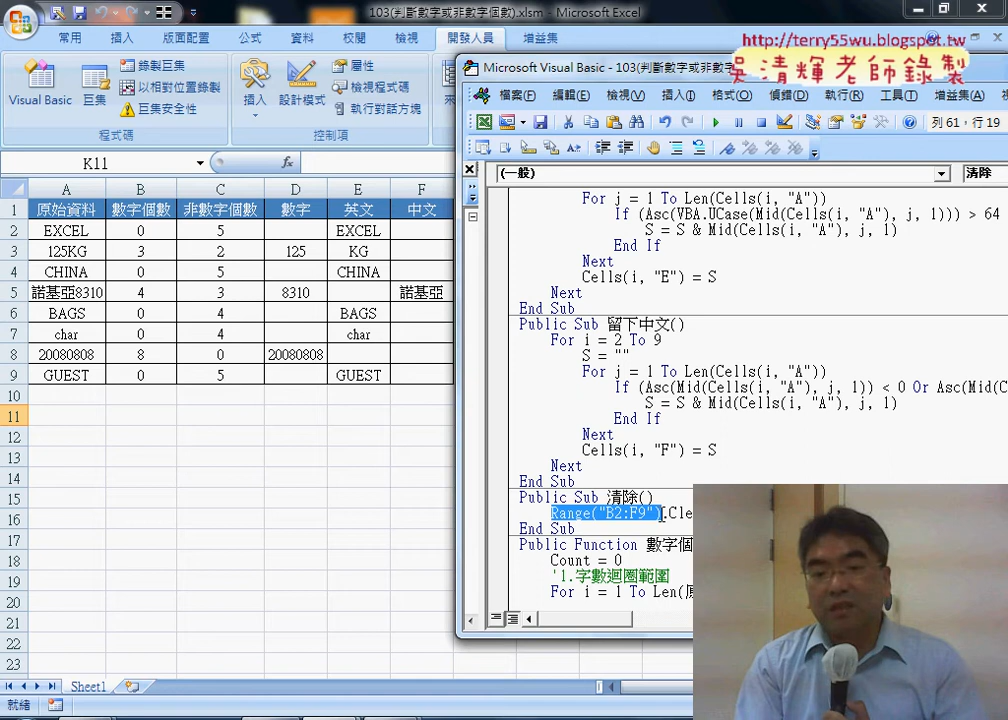 103(判斷數字或非數字個數).xlsm - Microsoft Excel
常用 插入 版面配置 公式 資料 校閱 檢視 開發人員 增益集
http://terry55wu.blogspot.tw
吳清輝老師錄製
Visual Basic 巨集 錄製巨集 以相對位置錄製 巨集安全性
程式碼
插入 設計模式 屬性 檢視程式碼 執行對話方塊
控制項
Microsoft Visual Basic - 103(判斷數字或非數
檔案(F) 編輯(E) 檢視(V) 插入(I) 格式(O) 偵錯(D) 執行(R) 工具(T) 增益集(A)
列 61, 行 19
K11 fx
(一般) 清除
A B C D E F
1 原始資料 數字個數 非數字個數 數字 英文 中文
2 EXCEL 0 5 EXCEL
3 125KG 3 2 125 KG
4 CHINA 0 5 CHINA
5 諾基亞8310 4 3 8310 諾基亞
6 BAGS 0 4 BAGS
7 char 0 4 char
8 20080808 8 0 20080808
9 GUEST 0 5 GUEST
10
11
12
13
14
15
16
17
18
19
20
21
22
23
For j = 1 To Len(Cells(i, "A"))
If (Asc(VBA.UCase(Mid(Cells(i, "A"), j, 1))) > 64
S = S & Mid(Cells(i, "A"), j, 1)
End If
Next
Cells(i, "E") = S
Next
End Sub
Public Sub 留下中文()
For i = 2 To 9
S = ""
For j = 1 To Len(Cells(i, "A"))
If (Asc(Mid(Cells(i, "A"), j, 1)) < 0 Or Asc(Mid(C
S = S & Mid(Cells(i, "A"), j, 1)
End If
Next
Cells(i, "F") = S
Next
End Sub
Public Sub 清除()
Range("B2:F9").Cle
End Sub
Public Function 數字個
Count = 0
'1.字數迴圈範圍
For i = 1 To Len(原
Sheet1
就緒